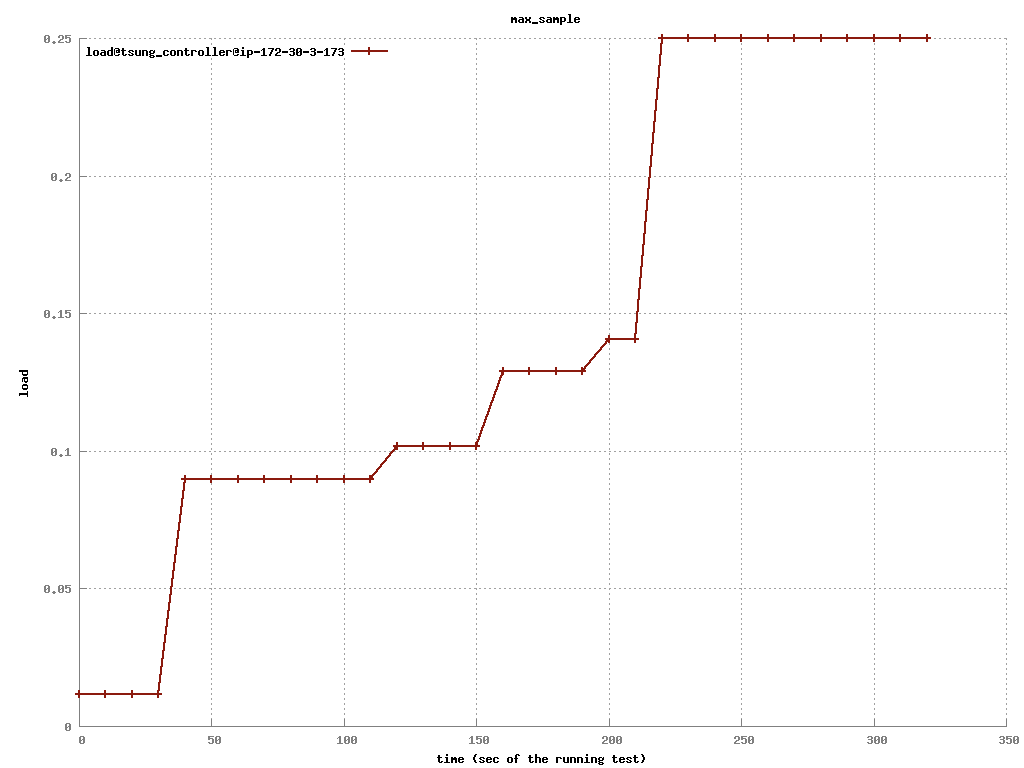 max_sample
load@tsung_controller@ip-172-30-3-173
0.25
0.2
0.15
0.1
0.05
0
load
0 50 100 150 200 250 300 350
time (sec of the running test)